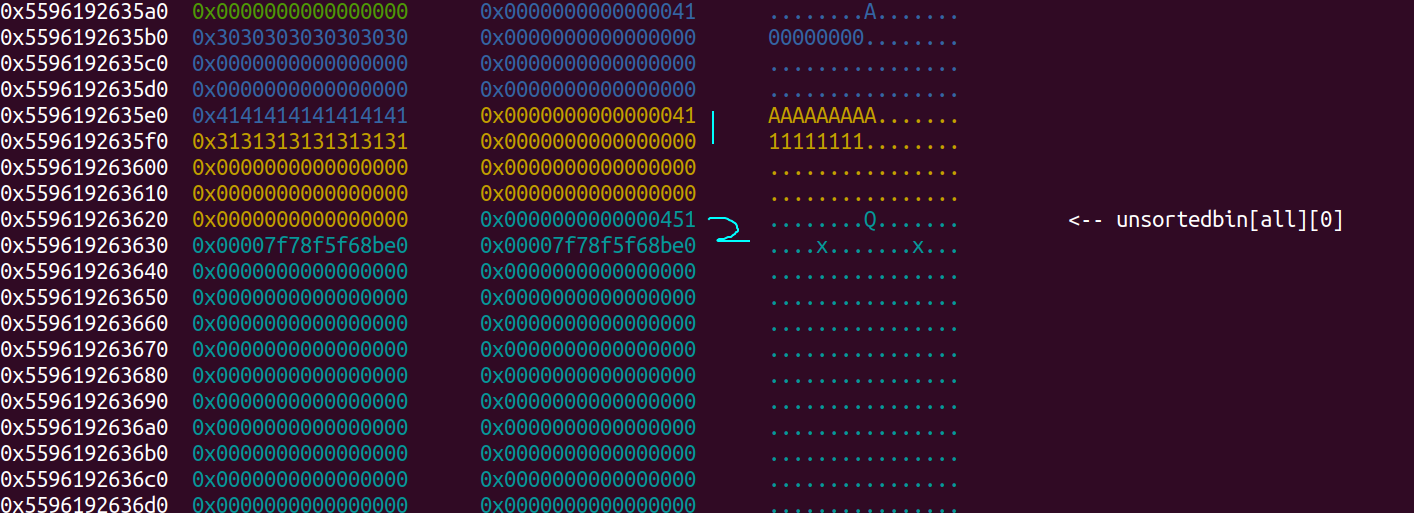 0x5596192635a0 0x0000000000000000 0x0000000000000041 ........A.......
0x5596192635b0 0x3030303030303030 0x0000000000000000 00000000........
0x5596192635c0 0x0000000000000000 0x0000000000000000 ................
0x5596192635d0 0x0000000000000000 0x0000000000000000 ................
0x5596192635e0 0x4141414141414141 0x0000000000000041 | AAAAAAAAA.......
0x5596192635f0 0x3131313131313131 0x0000000000000000 11111111........
0x559619263600 0x0000000000000000 0x0000000000000000 ................
0x559619263610 0x0000000000000000 0x0000000000000000 ................
0x559619263620 0x0000000000000000 0x0000000000000451 2 ........Q....... <-- unsortedbin[all][0]
0x559619263630 0x00007f78f5f68be0 0x00007f78f5f68be0 ....x.......x...
0x559619263640 0x0000000000000000 0x0000000000000000 ................
0x559619263650 0x0000000000000000 0x0000000000000000 ................
0x559619263660 0x0000000000000000 0x0000000000000000 ................
0x559619263670 0x0000000000000000 0x0000000000000000 ................
0x559619263680 0x0000000000000000 0x0000000000000000 ................
0x559619263690 0x0000000000000000 0x0000000000000000 ................
0x5596192636a0 0x0000000000000000 0x0000000000000000 ................
0x5596192636b0 0x0000000000000000 0x0000000000000000 ................
0x5596192636c0 0x0000000000000000 0x0000000000000000 ................
0x5596192636d0 0x0000000000000000 0x0000000000000000 ................